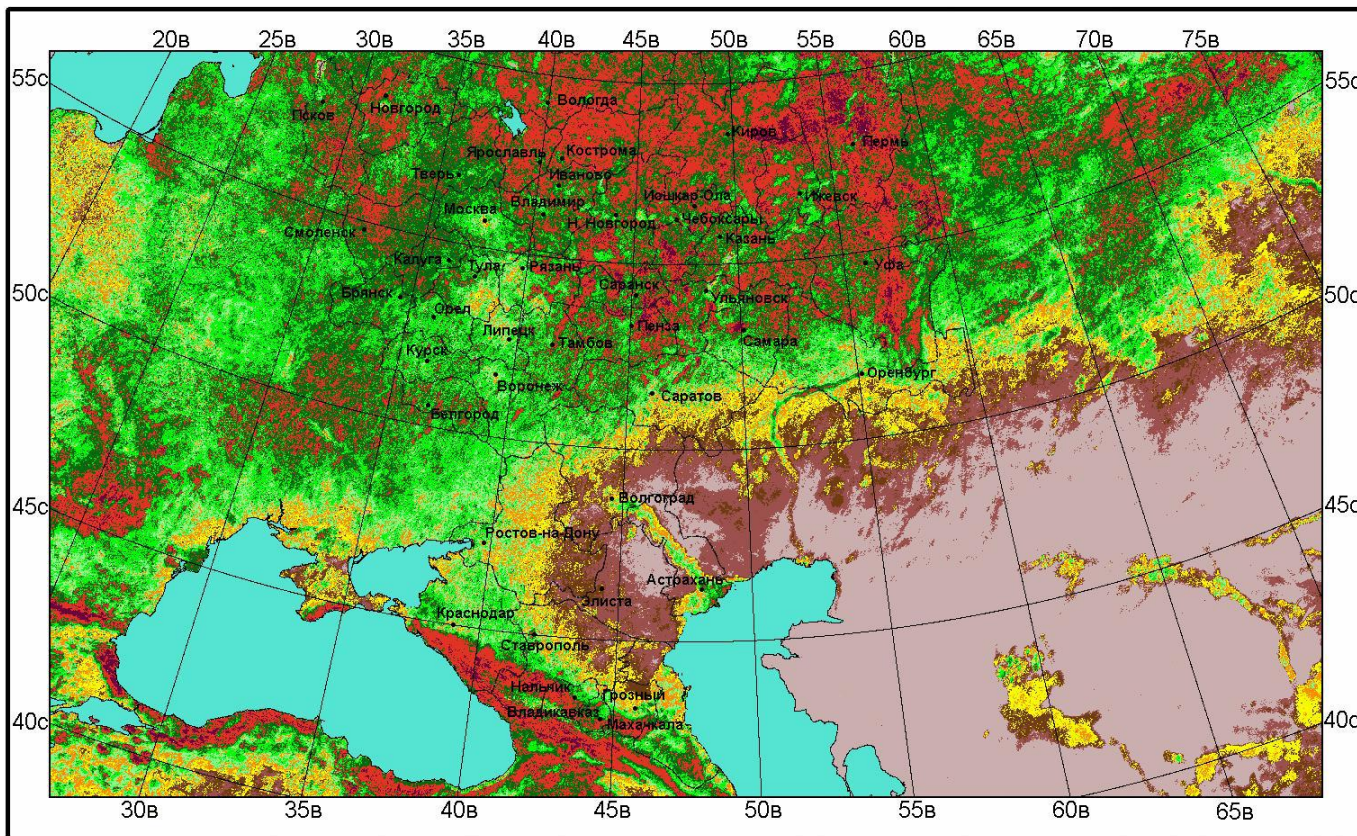 20В 25В 30В 35В 40В 45В 50В 55В 60В 65В 70В 75В
55с 55с
Псков Новгород Вологда
Киров Пермь
Ярославль Кострома
Тверь Иваново
Йошкар-Ола Ижевск
Москва Владимир
Смоленск Н. Новгород Чебоксары
Казань
Калуга Тула Рязань Уфа
50с Брянск Саранск Ульяновск 50с
Орел Липецк Пенза
Курск Тамбов Самара
Воронеж Оренбург
Белгород Саратов
45с Волгоград 45с
Ростов-на-Дону
Астрахань
Элиста
Краснодар
Ставрополь
Нальчик Грозный
40с Владикавказ Махачкала 40с
30В 35В 40В 45В 50В 55В 60В 65В